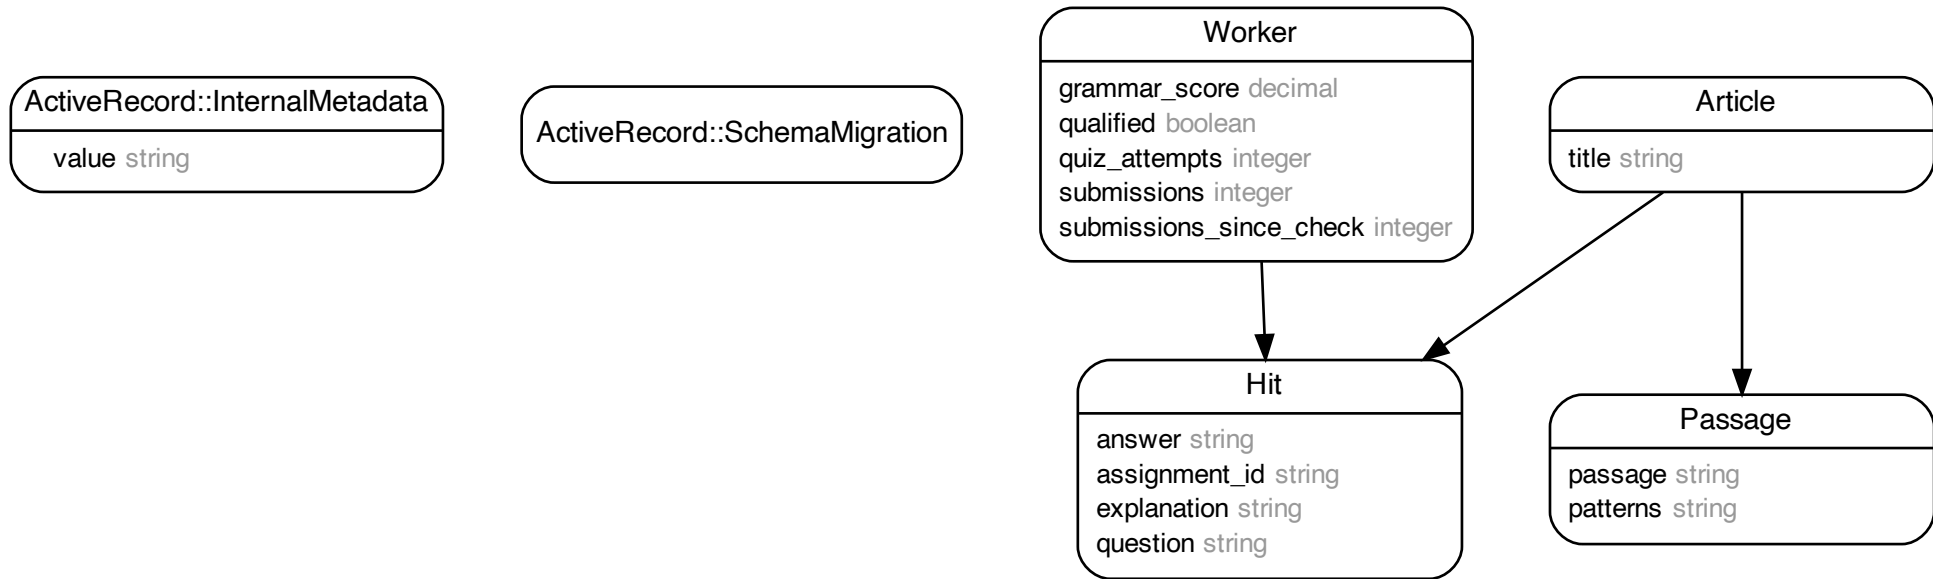 ActiveRecord::InternalMetadata
value string
ActiveRecord::SchemaMigration
Worker
grammar_score decimal
qualified boolean
quiz_attempts integer
submissions integer
submissions_since_check integer
Article
title string
Hit
answer string
assignment_id string
explanation string
question string
Passage
passage string
patterns string